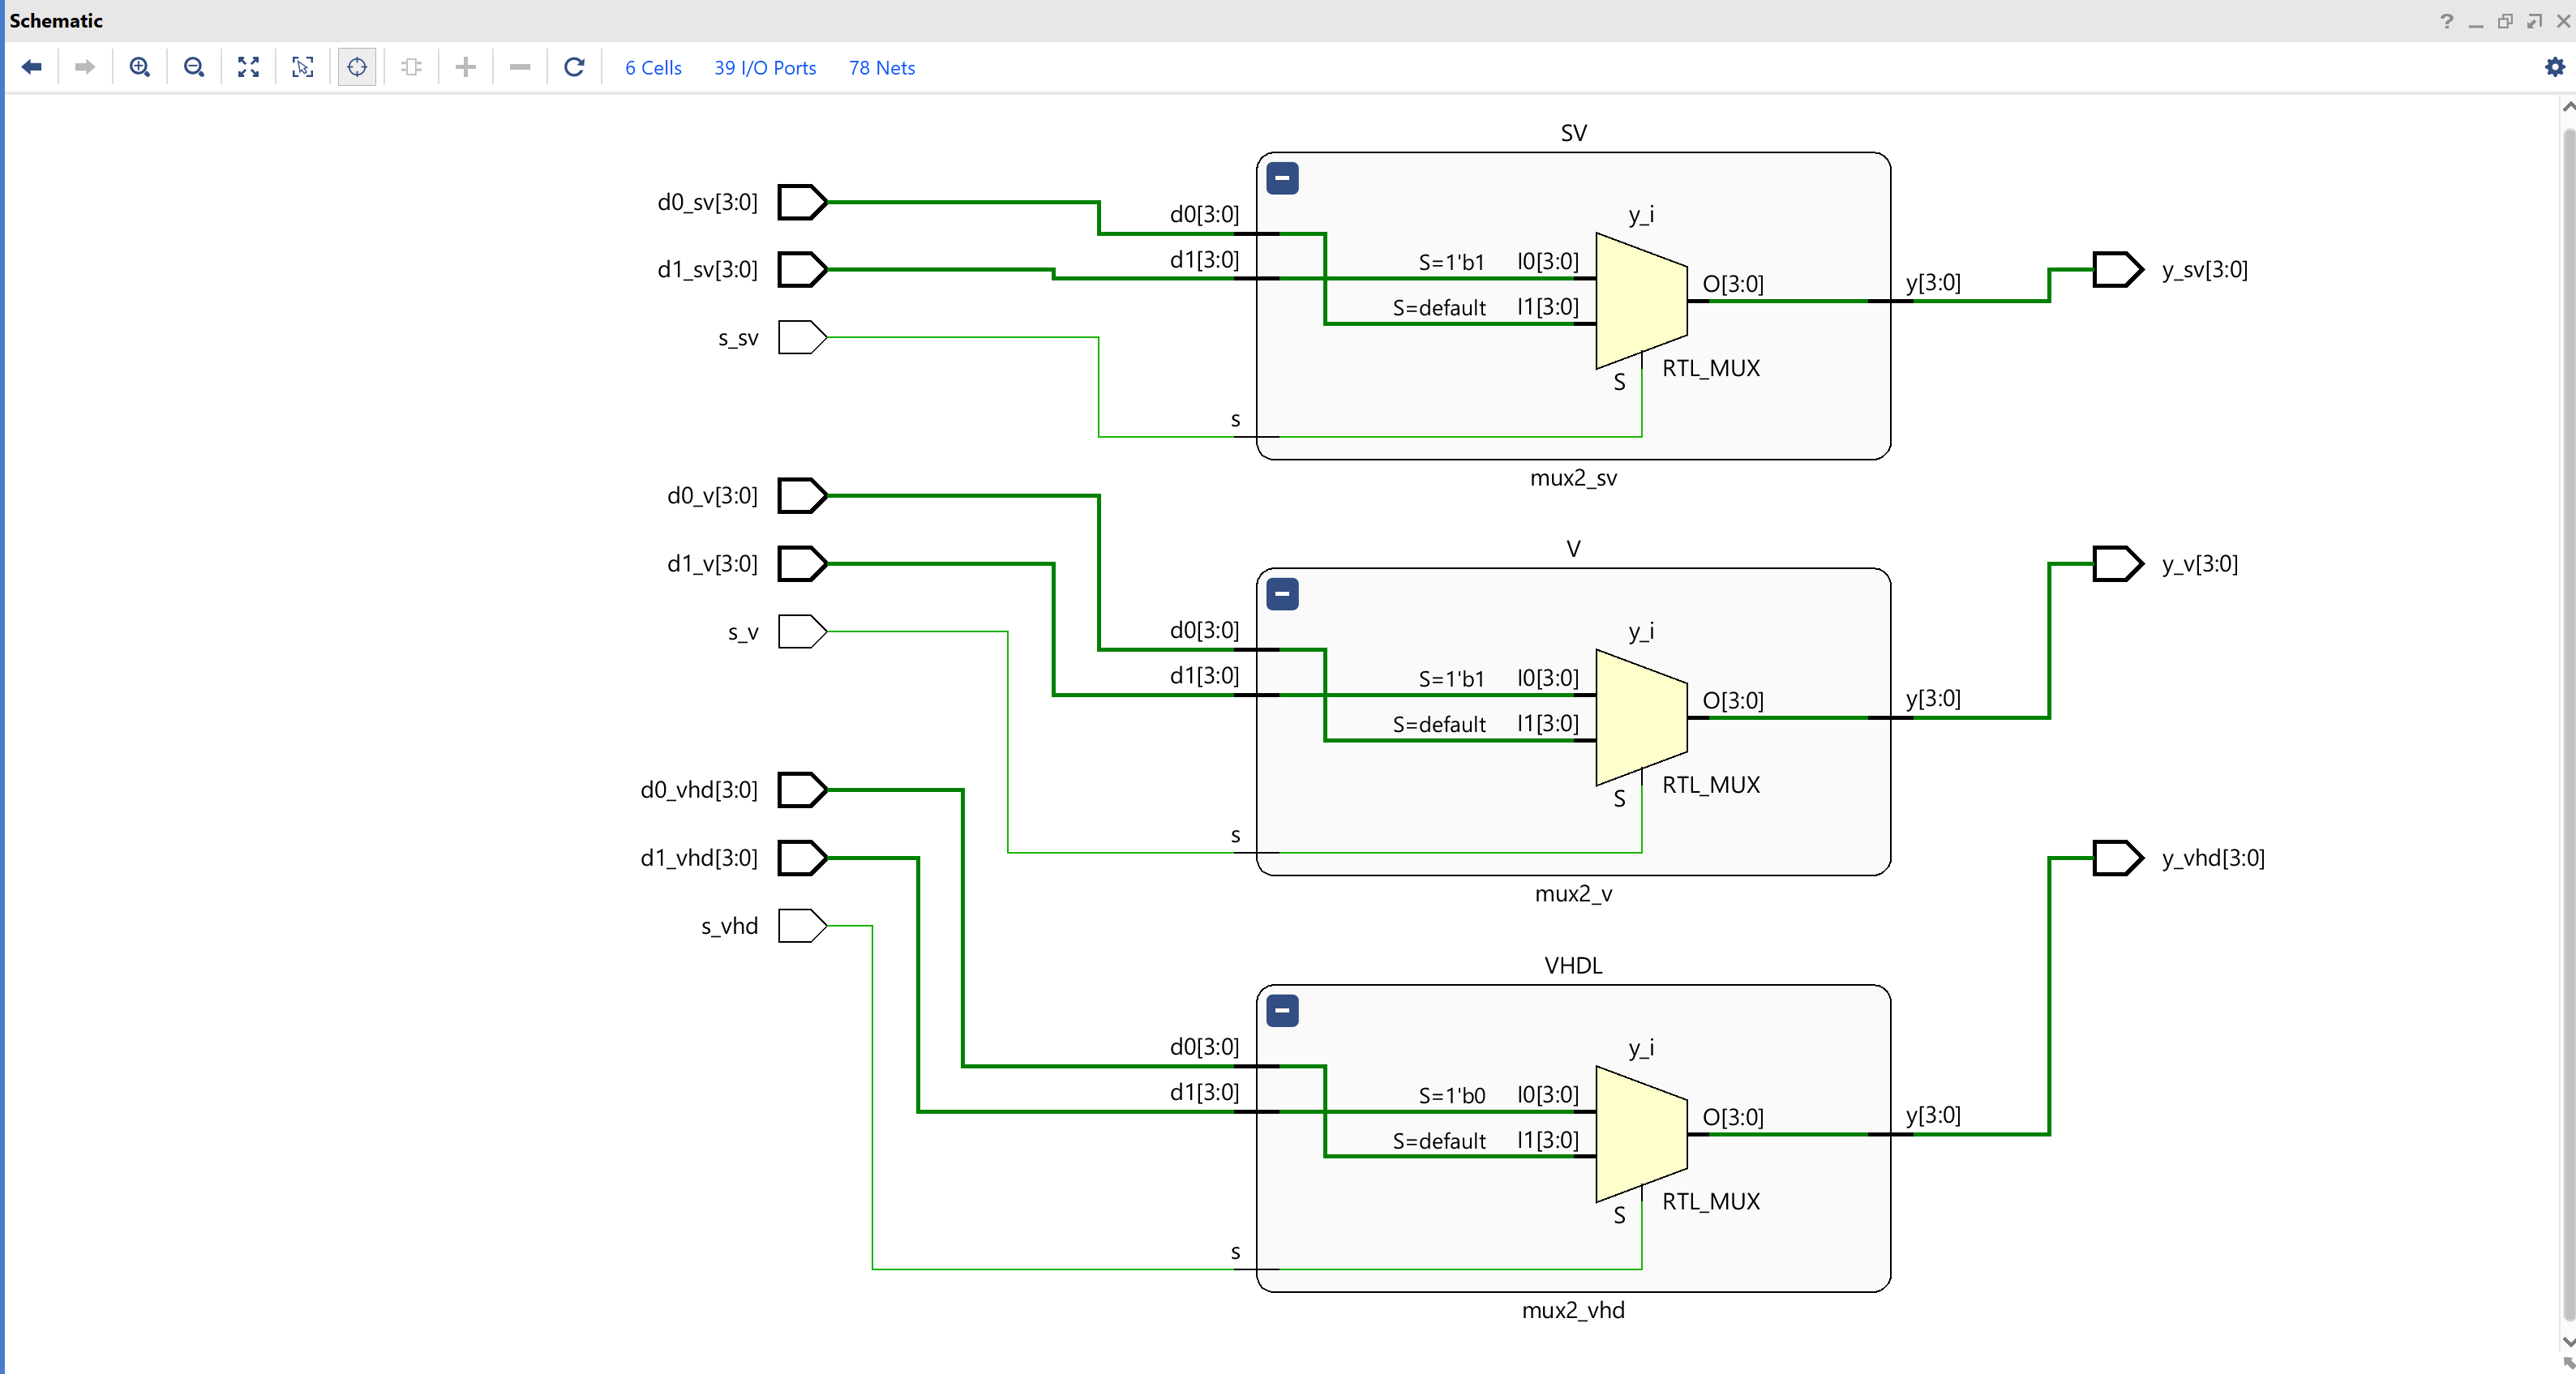 Schematic
6 Cells 39 I/O Ports 78 Nets
SV
d0_sv[3:0]
d1_sv[3:0]
s_sv
d0[3:0]
d1[3:0]
s
S=1'b1 I0[3:0]
S=default I1[3:0]
y_i
O[3:0]
S
RTL_MUX
y[3:0]
y_sv[3:0]
mux2_sv
V
d0_v[3:0]
d1_v[3:0]
s_v
d0[3:0]
d1[3:0]
s
S=1'b1 I0[3:0]
S=default I1[3:0]
y_i
O[3:0]
S
RTL_MUX
y[3:0]
y_v[3:0]
mux2_v
VHDL
d0_vhd[3:0]
d1_vhd[3:0]
s_vhd
d0[3:0]
d1[3:0]
s
S=1'b0 I0[3:0]
S=default I1[3:0]
y_i
O[3:0]
S
RTL_MUX
y[3:0]
y_vhd[3:0]
mux2_vhd